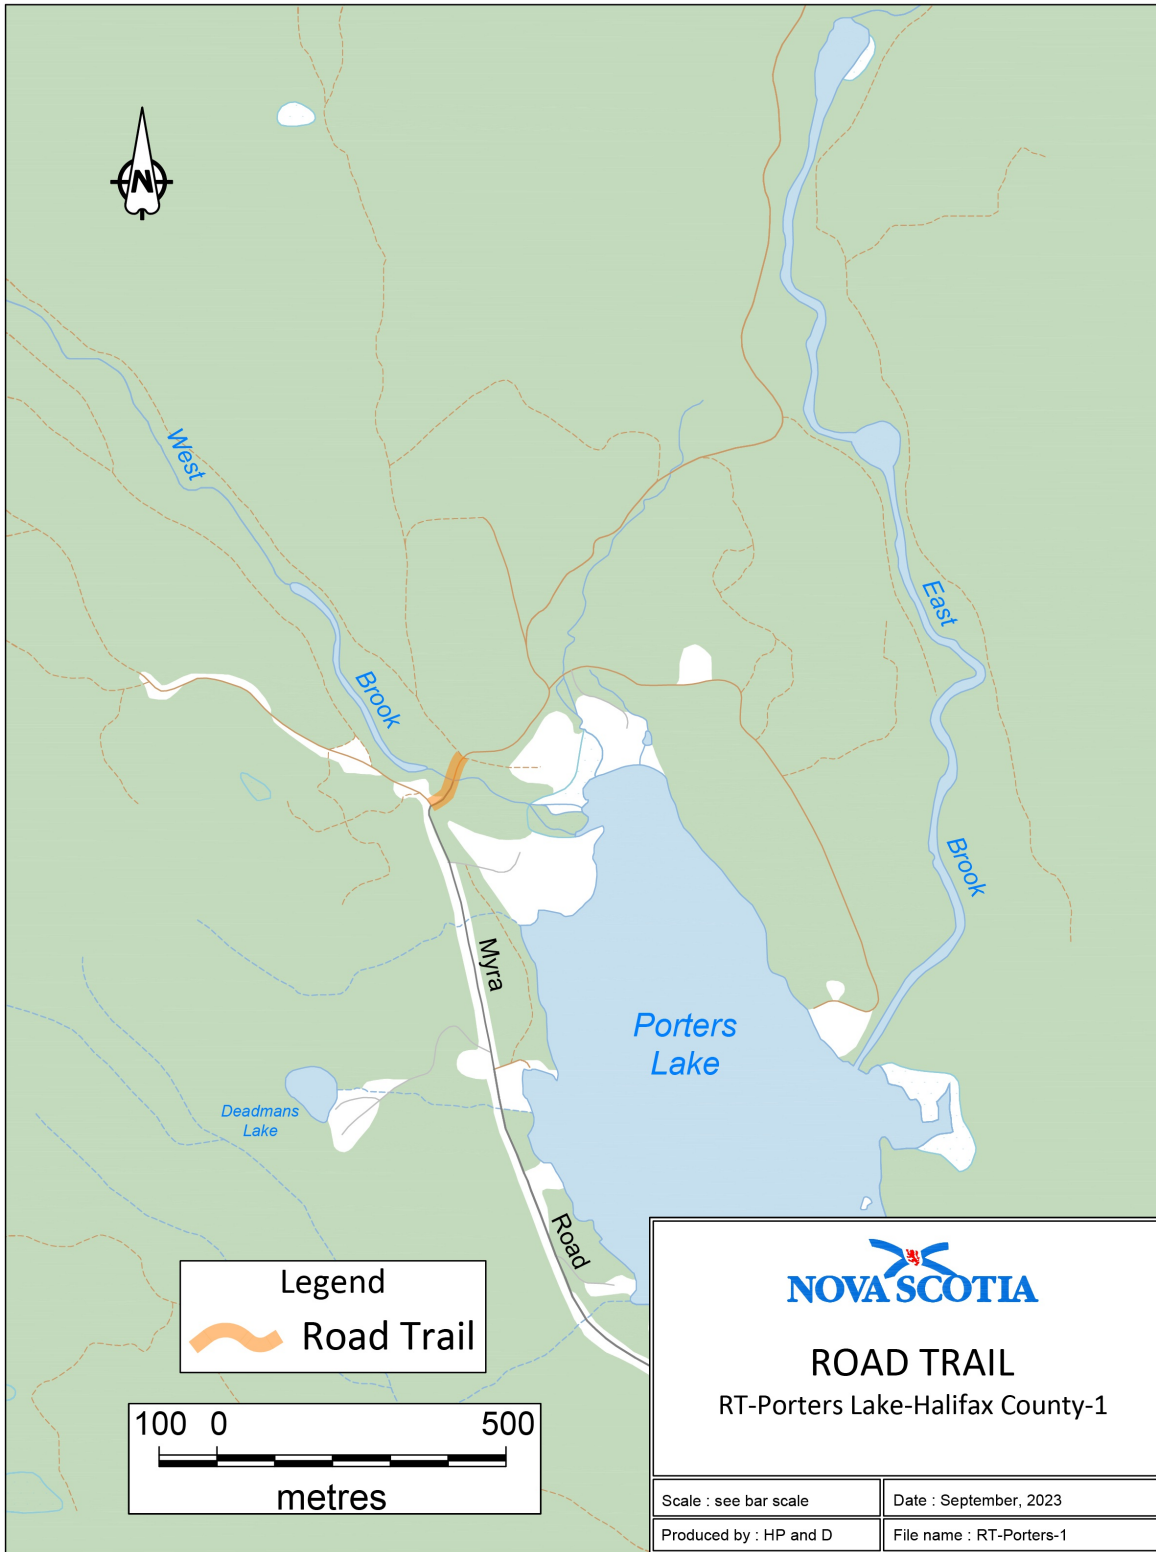 N
West
Brook
East
Brook
Myra
Porters
Lake
Deadmans
Lake
Road
Legend
Road Trail
100 0 500
metres
NOVA SCOTIA
ROAD TRAIL
RT-Porters Lake-Halifax County-1
Scale : see bar scale
Date : September, 2023
Produced by : HP and D
File name : RT-Porters-1